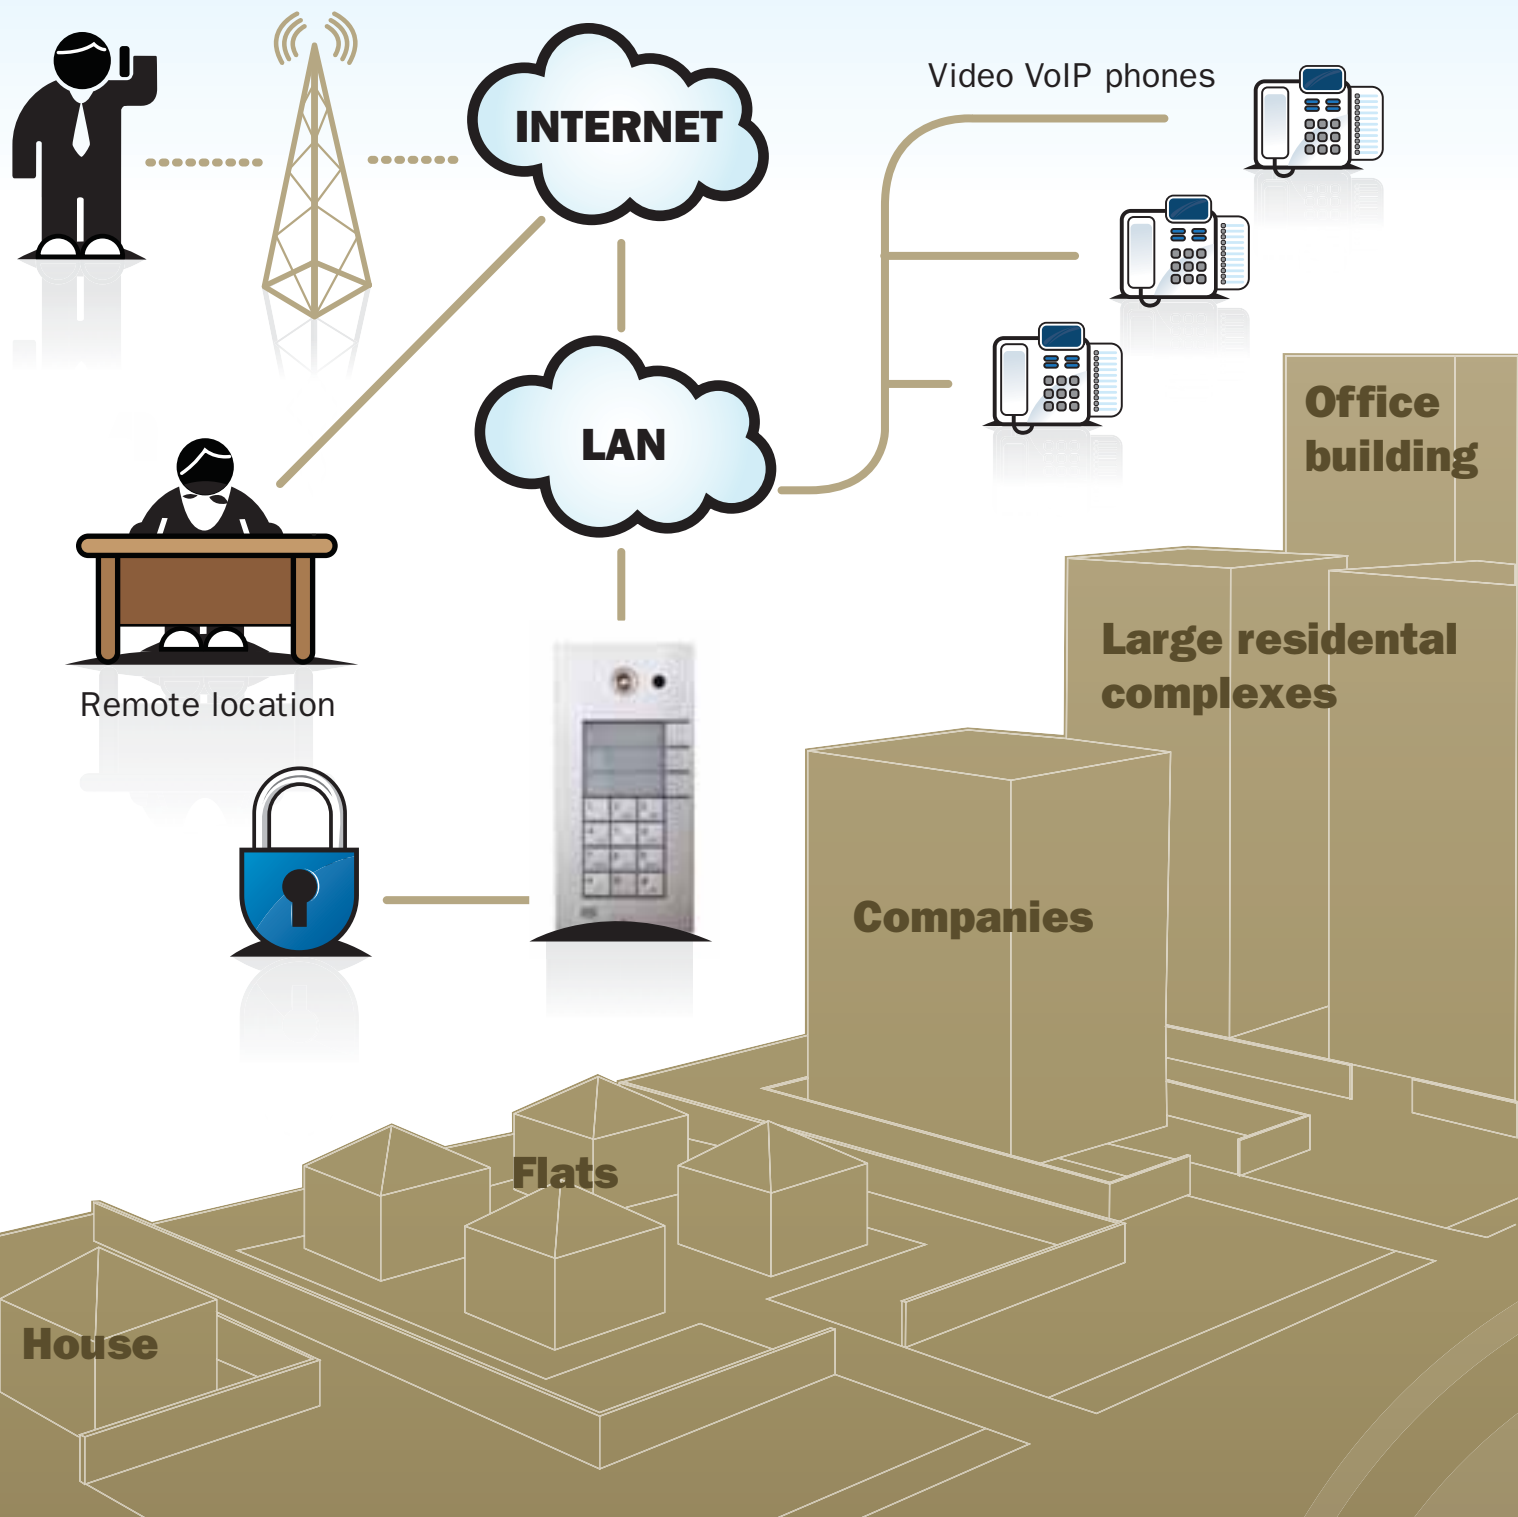 INTERNET
Video VoIP phones
LAN
Office
building
Large residental
complexes
Remote location
Companies
Flats
House